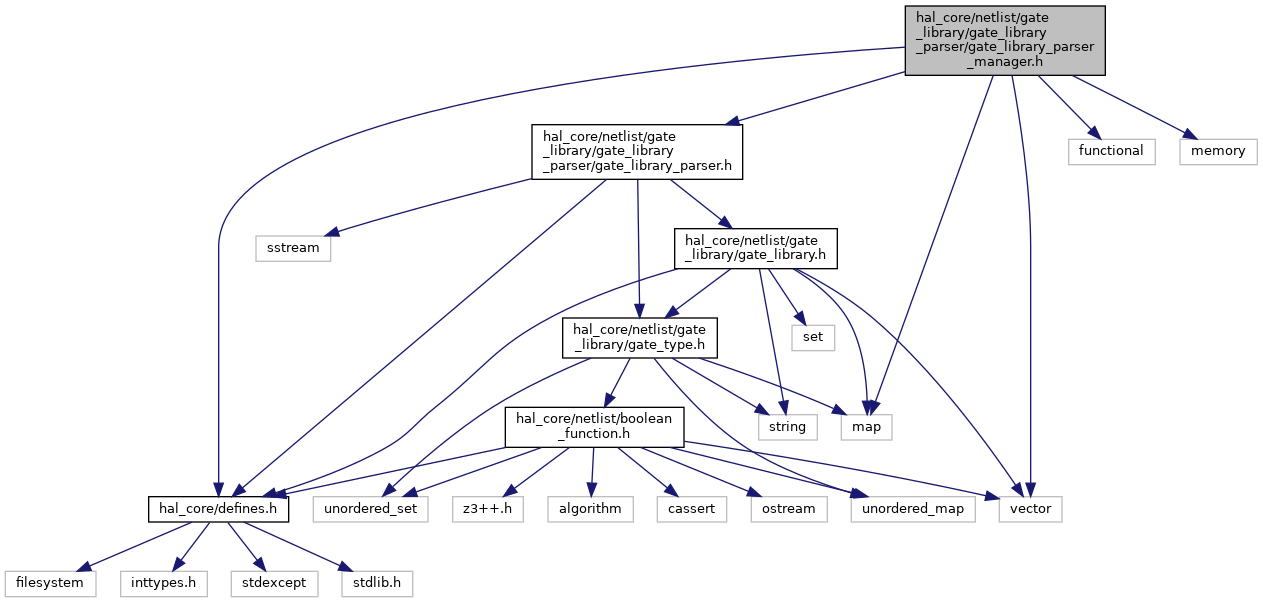 hal_core/netlist/gate
_library/gate_library
_parser/gate_library_parser
_manager.h
hal_core/netlist/gate
_library/gate_library
_parser/gate_library_parser.h
functional
memory
sstream
hal_core/netlist/gate
_library/gate_library.h
hal_core/netlist/gate
_library/gate_type.h
set
hal_core/netlist/boolean
_function.h
string
map
hal_core/defines.h
unordered_set
z3++.h
algorithm
cassert
ostream
unordered_map
vector
filesystem
inttypes.h
stdexcept
stdlib.h